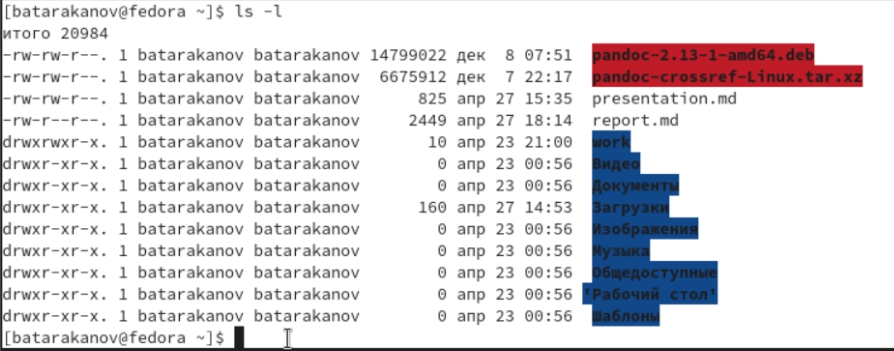 [batarakanov@fedora ~]$ ls -l
итого 20984
-rw-rw-r--. 1 batarakanov batarakanov 14799022 дек  8 07:51  pandoc-2.13-1-amd64.deb
-rw-rw-r--. 1 batarakanov batarakanov  6675912 дек  7 22:17  pandoc-crossref-Linux.tar.xz
-rw-rw-r--. 1 batarakanov batarakanov      825 апр 27 15:35  presentation.md
-rw-r--r--. 1 batarakanov batarakanov     2449 апр 27 18:14  report.md
drwxrwxr-x. 1 batarakanov batarakanov       10 апр 23 21:00  work
drwxr-xr-x. 1 batarakanov batarakanov        0 апр 23 00:56  Видео
drwxr-xr-x. 1 batarakanov batarakanov        0 апр 23 00:56  Документы
drwxr-xr-x. 1 batarakanov batarakanov      160 апр 27 14:53  Загрузки
drwxr-xr-x. 1 batarakanov batarakanov        0 апр 23 00:56  Изображения
drwxr-xr-x. 1 batarakanov batarakanov        0 апр 23 00:56  Музыка
drwxr-xr-x. 1 batarakanov batarakanov        0 апр 23 00:56  Общедоступные
drwxr-xr-x. 1 batarakanov batarakanov        0 апр 23 00:56 'Рабочий стол'
drwxr-xr-x. 1 batarakanov batarakanov        0 апр 23 00:56  Шаблоны
[batarakanov@fedora ~]$